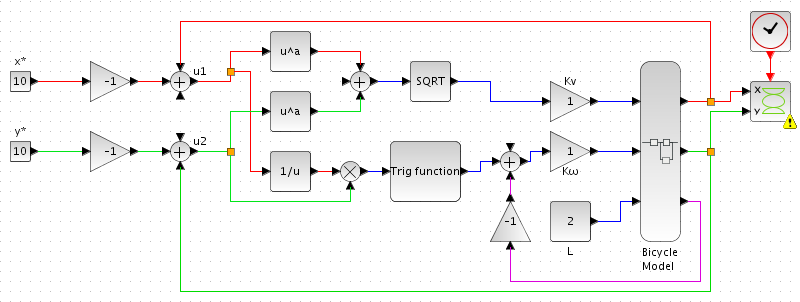 x*
10
-1
u1
u^a
SQRT
Kv
1
X
Y
u^a
y*
10
-1
u2
1/u
Trig function
1
Kω
-1
2
L
Bicycle
Model